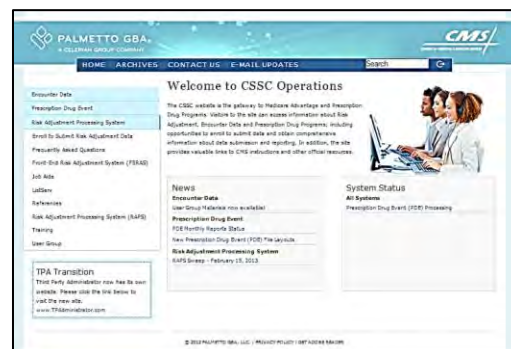 PALMETTO GBA.
A CELERIAN GROUP COMPANY
CMS
HOME ARCHIVES CONTACT US E-MAIL UPDATES
Search
Encounter Data
Prescription Drug Event
Risk Adjustment Processing System
Enroll to Submit Risk Adjustment Data
Frequently Asked Questions
Front-End Risk Adjustment System (FERAS)
Job Aids
ListServ
References
Risk Adjustment Processing System (RAPS)
Training
User Group
TPA Transition
Third Party Administrator now has its own
website. Please click the link below to
visit the new site.
www.TPAdministrator.com
Welcome to CSSC Operations
The CSSC website is the gateway to Medicare Advantage and Prescription
Drug Programs. Visitors to the site can access information about Risk
Adjustment, Encounter Data and Prescription Drug Programs; including
opportunities to enroll to submit data and obtain comprehensive
information about data submission and reporting. In addition, the site
provides valuable links to CMS instructions and other official resources.
News
Encounter Data
User Group Materials now available!
Prescription Drug Event
PDE Monthly Reports Status
New Prescription Drug Event (PDE) File Layouts
Risk Adjustment Processing System
RAPS Sweep - February 15, 2013
System Status
All Systems
Prescription Drug Event (PDE) Processing
PALMETTO GBA, LLC | PRIVACY POLICY | GET ADOBE READER